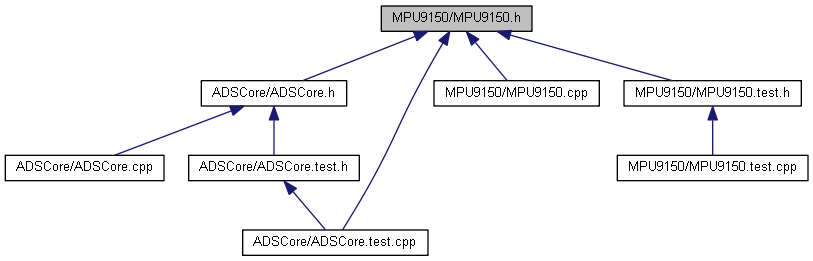 MPU9150/MPU9150.h
ADSCore/ADSCore.h
MPU9150/MPU9150.cpp
MPU9150/MPU9150.test.h
ADSCore/ADSCore.cpp
ADSCore/ADSCore.test.h
MPU9150/MPU9150.test.cpp
ADSCore/ADSCore.test.cpp